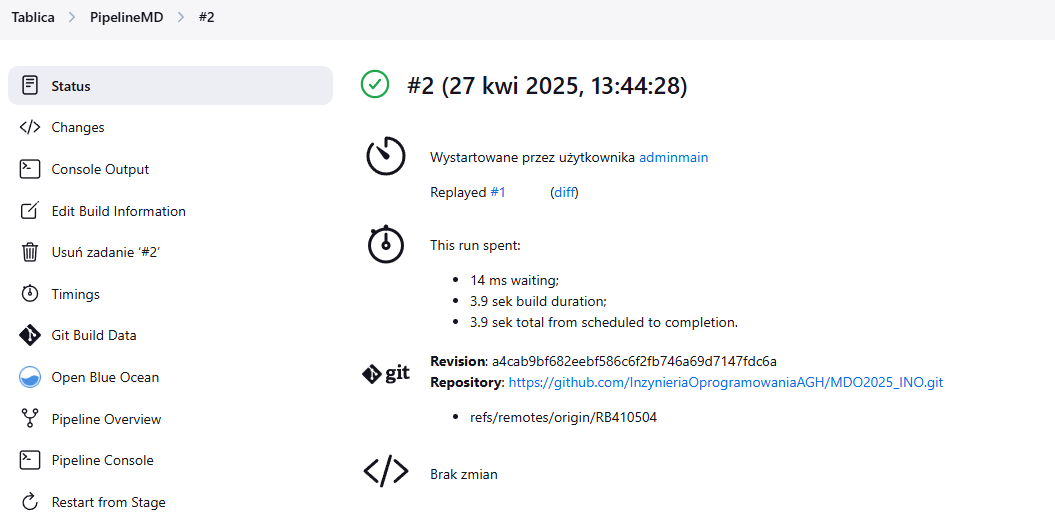 Tablica > PipelineMD > #2
Status
Changes
Console Output
Edit Build Information
Usuń zadanie ‘#2’
Timings
Git Build Data
Open Blue Ocean
Pipeline Overview
Pipeline Console
Restart from Stage
#2 (27 kwi 2025, 13:44:28)
Wystartowane przez użytkownika adminmain
Replayed #1 (diff)
This run spent:
• 14 ms waiting;
• 3.9 sek build duration;
• 3.9 sek total from scheduled to completion.
git
Revision: a4cab9bf682eebf586c6f2fb746a69d7147fdc6a
Repository: https://github.com/InzynieriaOprogramowaniaAGH/MDO2025_INO.git
• refs/remotes/origin/RB410504
Brak zmian